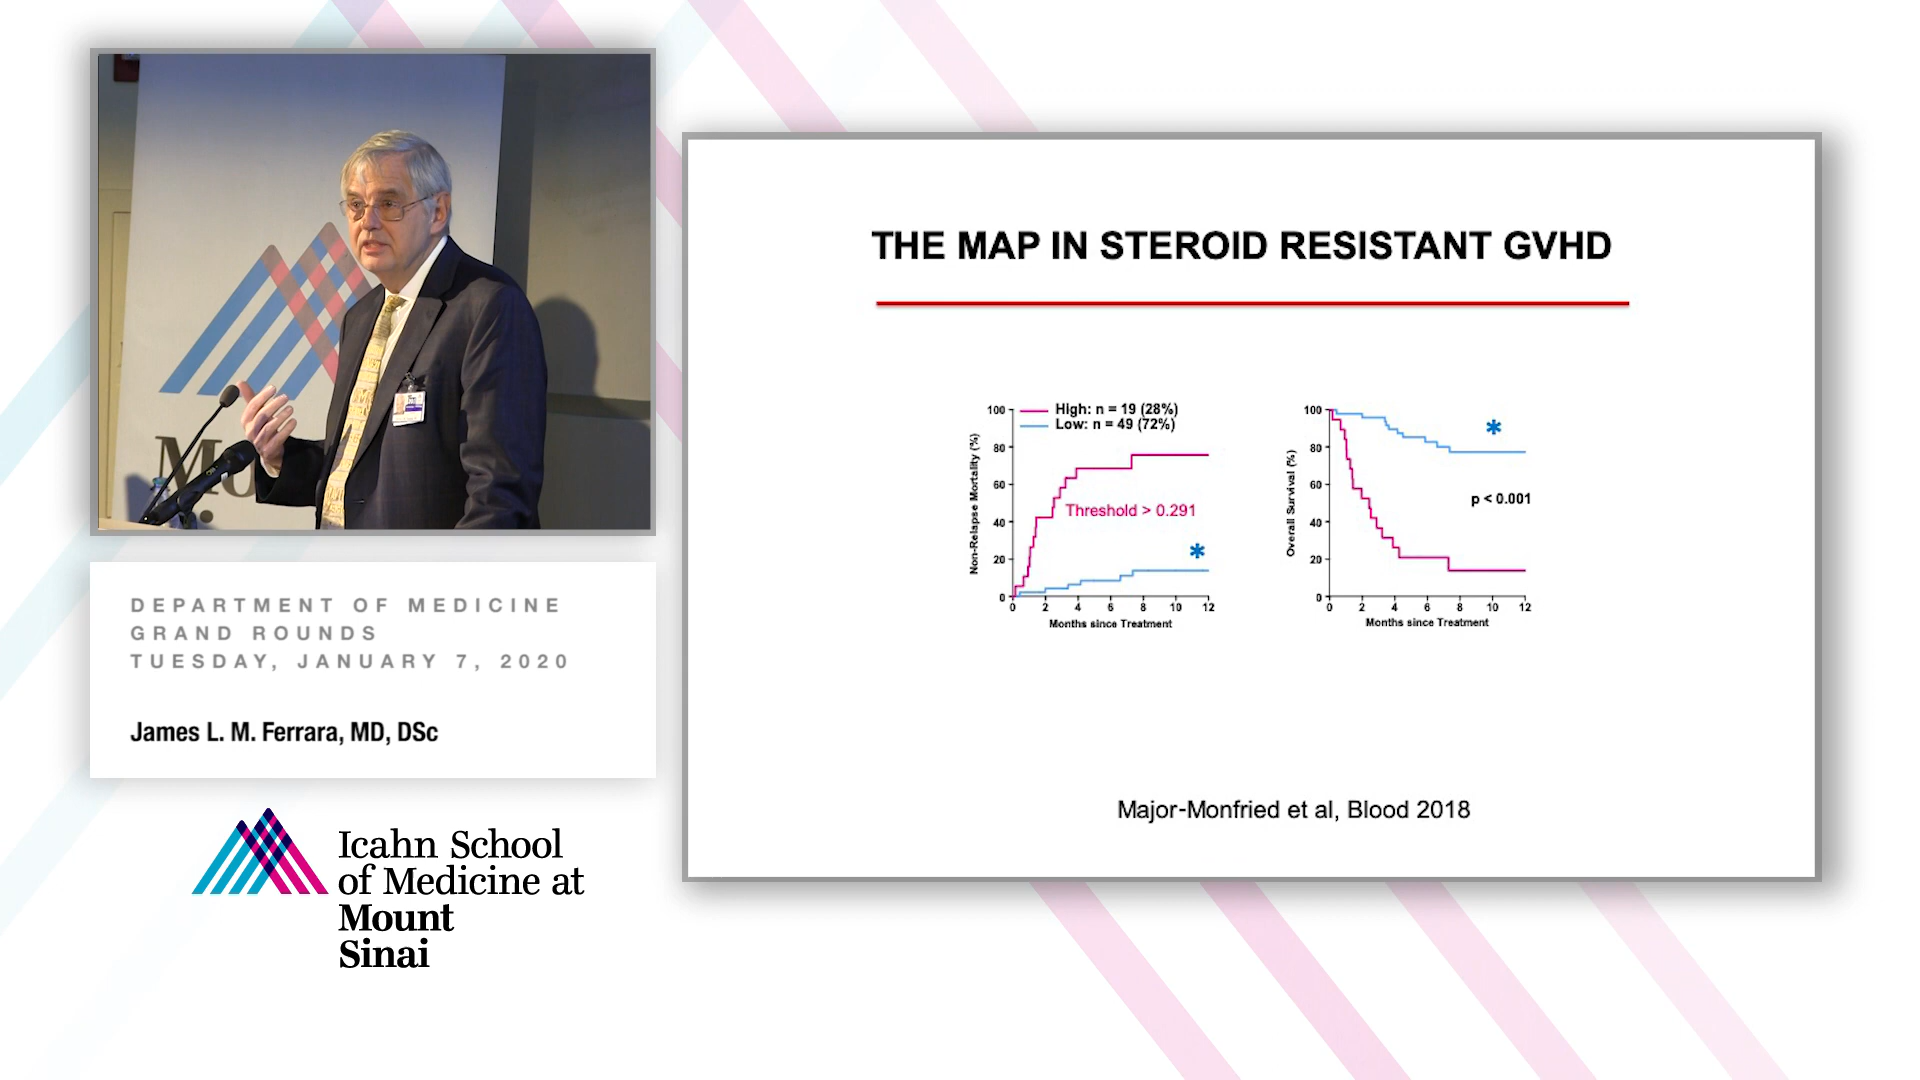 THE MAP IN STEROID RESISTANT GVHD
High: n = 19 (28%)
Low: n = 49 (72%)
Non-Relapse Mortality (%)
100
80
60
40
20
0
Threshold > 0.291
*
0 2 4 6 8 10 12
Months since Treatment
Overall Survival (%)
100
80
60
40
20
0
*
p < 0.001
0 2 4 6 8 10 12
Months since Treatment
Major-Monfried et al, Blood 2018
DEPARTMENT OF MEDICINE
GRAND ROUNDS
TUESDAY, JANUARY 7, 2020
James L. M. Ferrara, MD, DSc
Icahn School
of Medicine at
Mount
Sinai